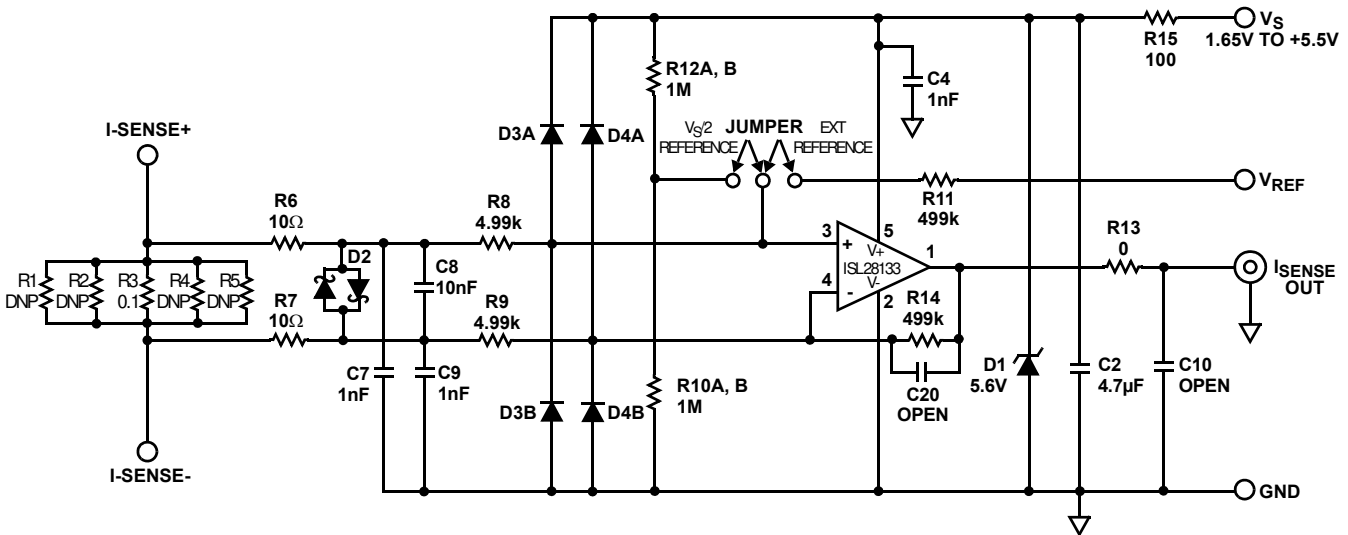 VS
1.65V TO +5.5V
R15
100
R12A, B
1M
C4
1nF
I-SENSE+
D3A
D4A
VS/2
REFERENCE
JUMPER
EXT
REFERENCE
VREF
R11
499k
R6
10Ω
R8
4.99k
R13
0
3
+
5
V+
1
ISL28133
4
-
V-
2
ISENSE
OUT
D2
C8
10nF
R1
DNP
R2
DNP
R3
0.1
R4
DNP
R5
DNP
R7
10Ω
R9
4.99k
R14
499k
C7
1nF
C9
1nF
R10A, B
1M
C20
OPEN
D1
5.6V
C2
4.7µF
C10
OPEN
D3B
D4B
I-SENSE-
GND